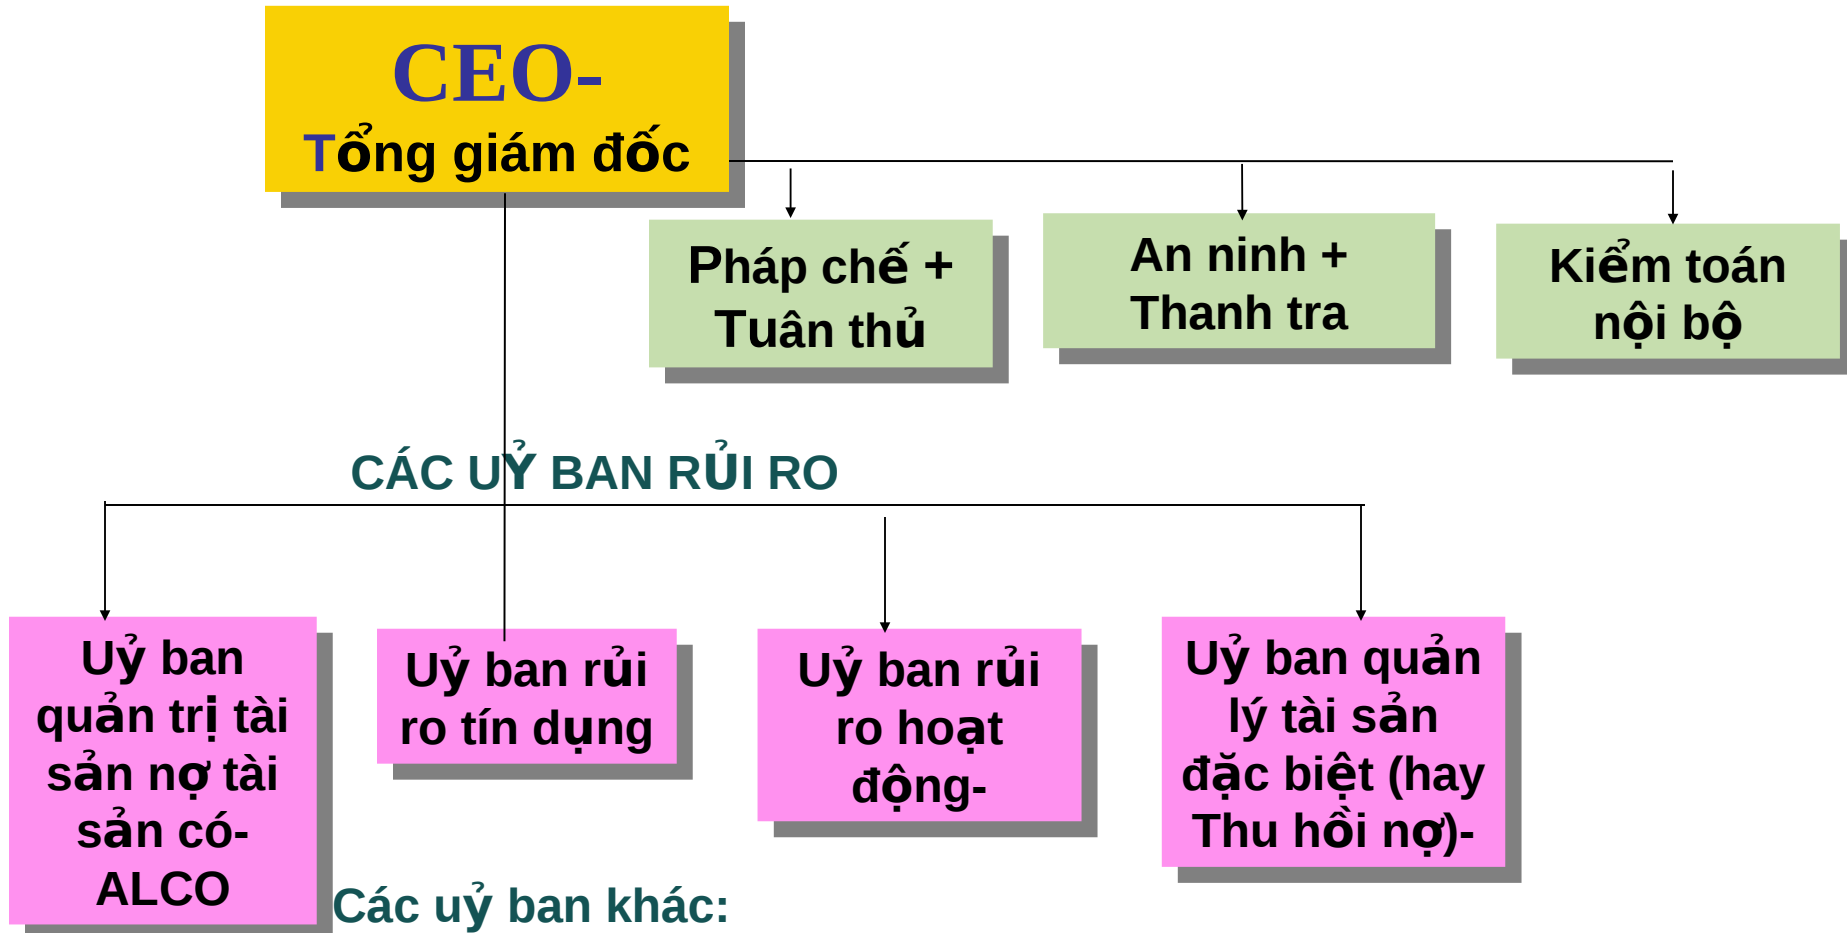 CEO-
Tổng giám đốc
Pháp chế +
Tuân thủ
An ninh +
Thanh tra
Kiểm toán
nội bộ
CÁC UỶ BAN RỦI RO
Uỷ ban
quản trị tài
sản nợ tài
sản có-
ALCO
Uỷ ban rủi
ro tín dụng
Uỷ ban rủi
ro hoạt
động-
Uỷ ban quản
lý tài sản
đặc biệt (hay
Thu hồi nợ)-
Các uỷ ban khác: